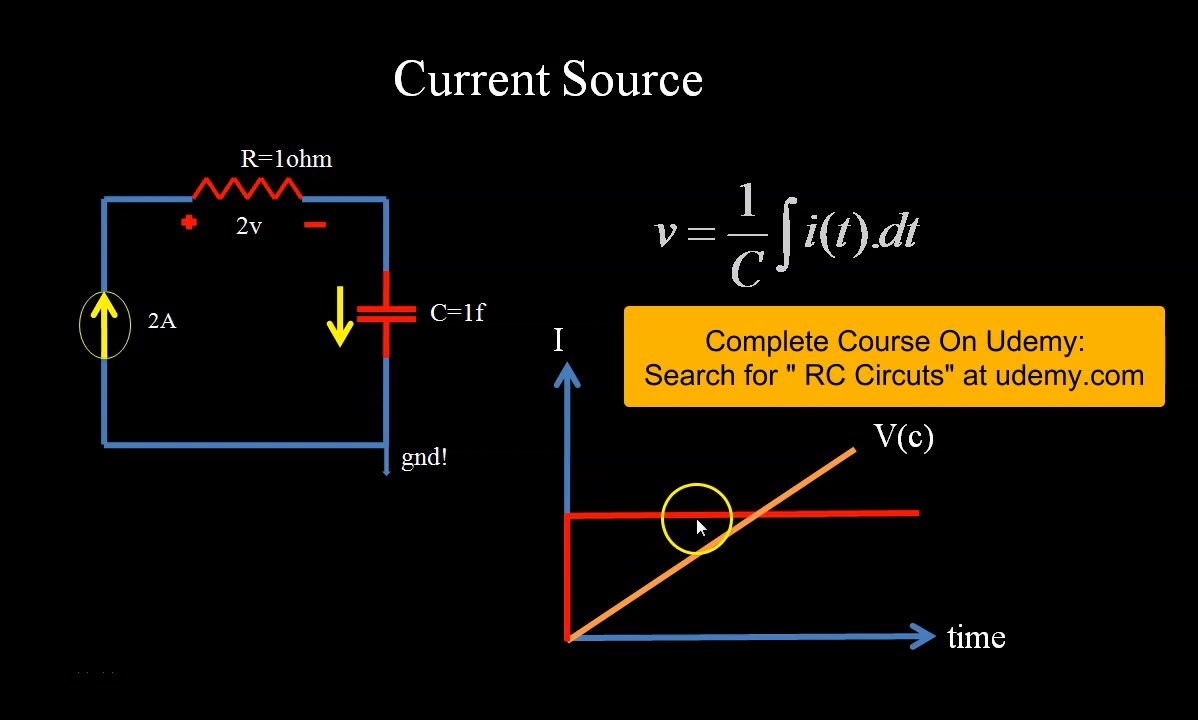 Current Source
R=1ohm
2v
2A
C=1f
gnd!
v = 1/C ∫ i(t).dt
Complete Course On Udemy:
Search for " RC Circuts" at udemy.com
I
V(c)
time